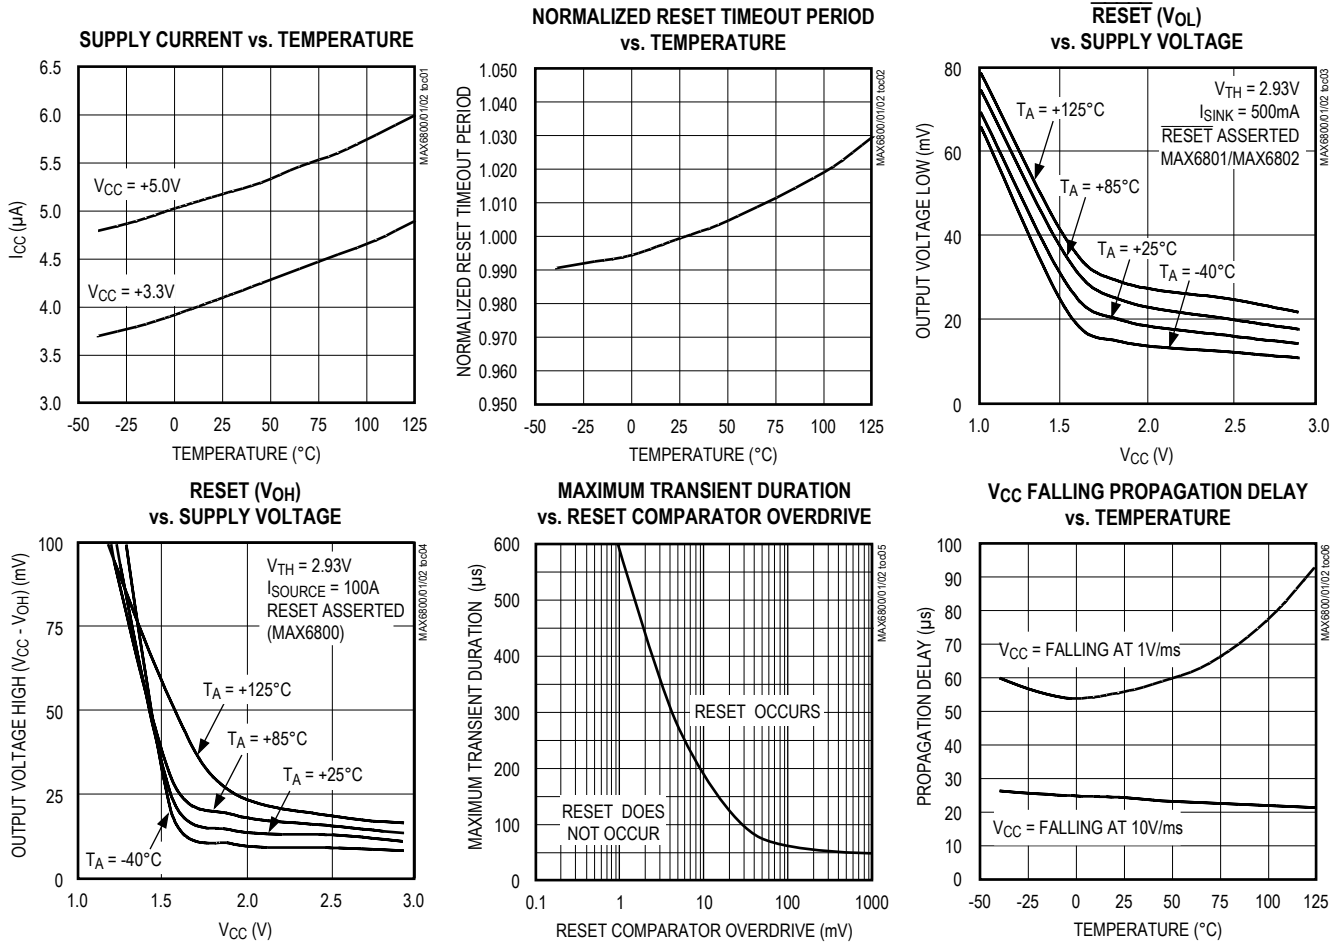 SUPPLY CURRENT vs. TEMPERATURE
MAX6800/01/02 toc01
6.5
6.0
5.5
5.0
4.5
4.0
3.5
3.0
ICC (µA)
VCC = +5.0V
VCC = +3.3V
-50 -25 0 25 50 75 100 125
TEMPERATURE (°C)
NORMALIZED RESET TIMEOUT PERIOD
vs. TEMPERATURE
MAX6800/01/02 toc02
1.050
1.040
1.030
1.020
1.010
1.000
0.990
0.980
0.970
0.960
0.950
NORMALIZED RESET TIMEOUT PERIOD
-50 -25 0 25 50 75 100 125
TEMPERATURE (°C)
RESET (VOL)
vs. SUPPLY VOLTAGE
MAX6800/01/02 toc03
80
60
40
20
0
OUTPUT VOLTAGE LOW (mV)
VTH = 2.93V
ISINK = 500mA
RESET ASSERTED
MAX6801/MAX6802
TA = +125°C
TA = +85°C
TA = +25°C
TA = -40°C
1.0 1.5 2.0 2.5 3.0
VCC (V)
RESET (VOH)
vs. SUPPLY VOLTAGE
MAX6800/01/02 toc04
100
75
50
25
0
OUTPUT VOLTAGE HIGH (VCC - VOH) (mV)
VTH = 2.93V
ISOURCE = 100A
RESET ASSERTED
(MAX6800)
TA = +125°C
TA = +85°C
TA = +25°C
TA = -40°C
1.0 1.5 2.0 2.5 3.0
VCC (V)
MAXIMUM TRANSIENT DURATION
vs. RESET COMPARATOR OVERDRIVE
MAX6800/01/02 toc05
600
500
400
300
200
100
0
MAXIMUM TRANSIENT DURATION (µs)
RESET OCCURS
RESET DOES
NOT OCCUR
0.1 1 10 100 1000
RESET COMPARATOR OVERDRIVE (mV)
VCC FALLING PROPAGATION DELAY
vs. TEMPERATURE
MAX6800/01/02 toc06
100
90
80
70
60
50
40
30
20
10
0
PROPAGATION DELAY (µs)
VCC = FALLING AT 1V/ms
VCC = FALLING AT 10V/ms
-50 -25 0 25 50 75 100 125
TEMPERATURE (°C)